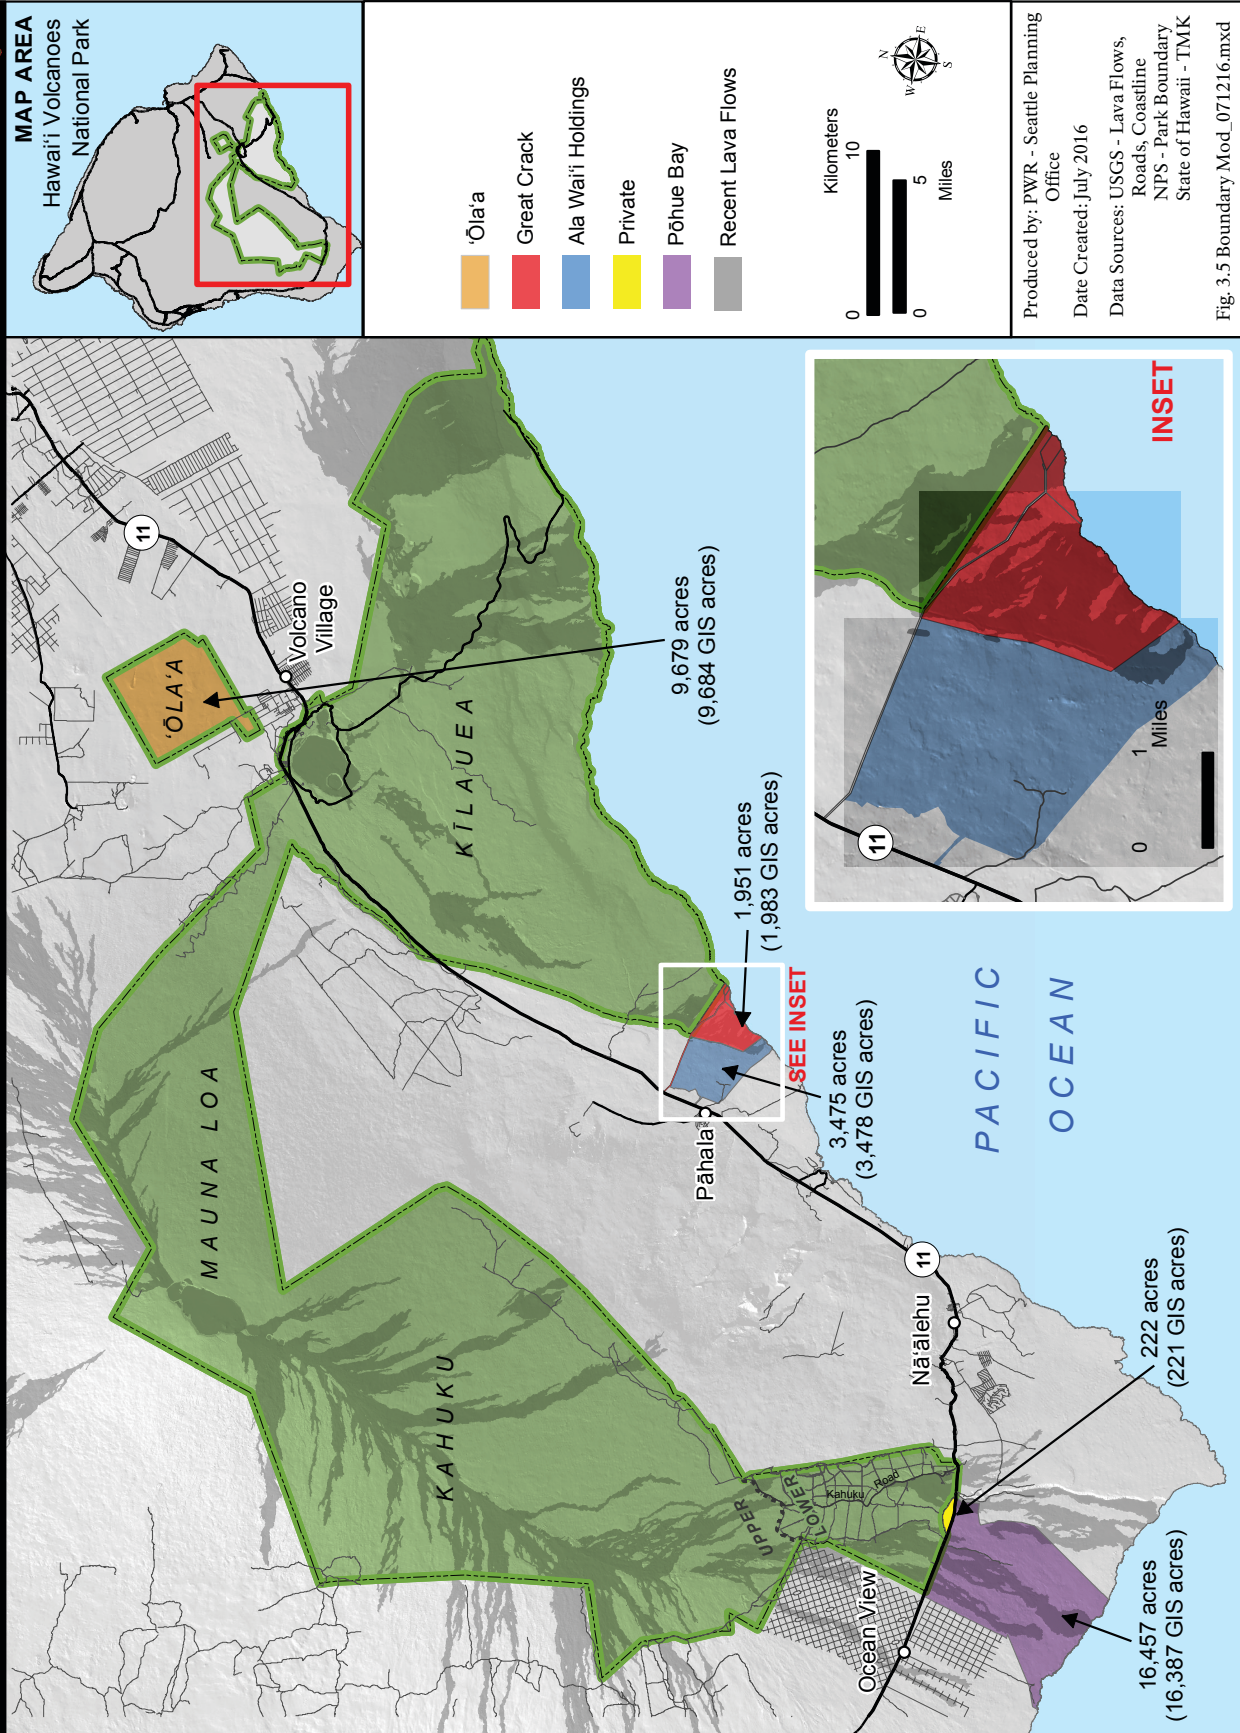 MAP AREA
Hawai‘i Volcanoes
National Park
‘Ōla‘a
Great Crack
Ala Wai‘i Holdings
Private
Pōhue Bay
Recent Lava Flows
N
E
S
W
Kilometers
0
10
0
5
Miles
Produced by: PWR - Seattle Planning
Office
Date Created: July 2016
Data Sources: USGS - Lava Flows,
Roads, Coastline
NPS - Park Boundary
State of Hawaii - TMK
Fig. 3.5 Boundary Mod_071216.mxd
11
Volcano
Village
‘ŌLA‘A
9,679 acres
(9,684 GIS acres)
KĪLAUEA
MAUNA LOA
KAHUKU
1,951 acres
(1,983 GIS acres)
SEE INSET
3,475 acres
(3,478 GIS acres)
Pāhala
PACIFIC
OCEAN
11
Nā‘ālehu
222 acres
(221 GIS acres)
UPPER
LOWER
Kahuku
Road
Ocean View
16,457 acres
(16,387 GIS acres)
INSET
11
0
1
Miles